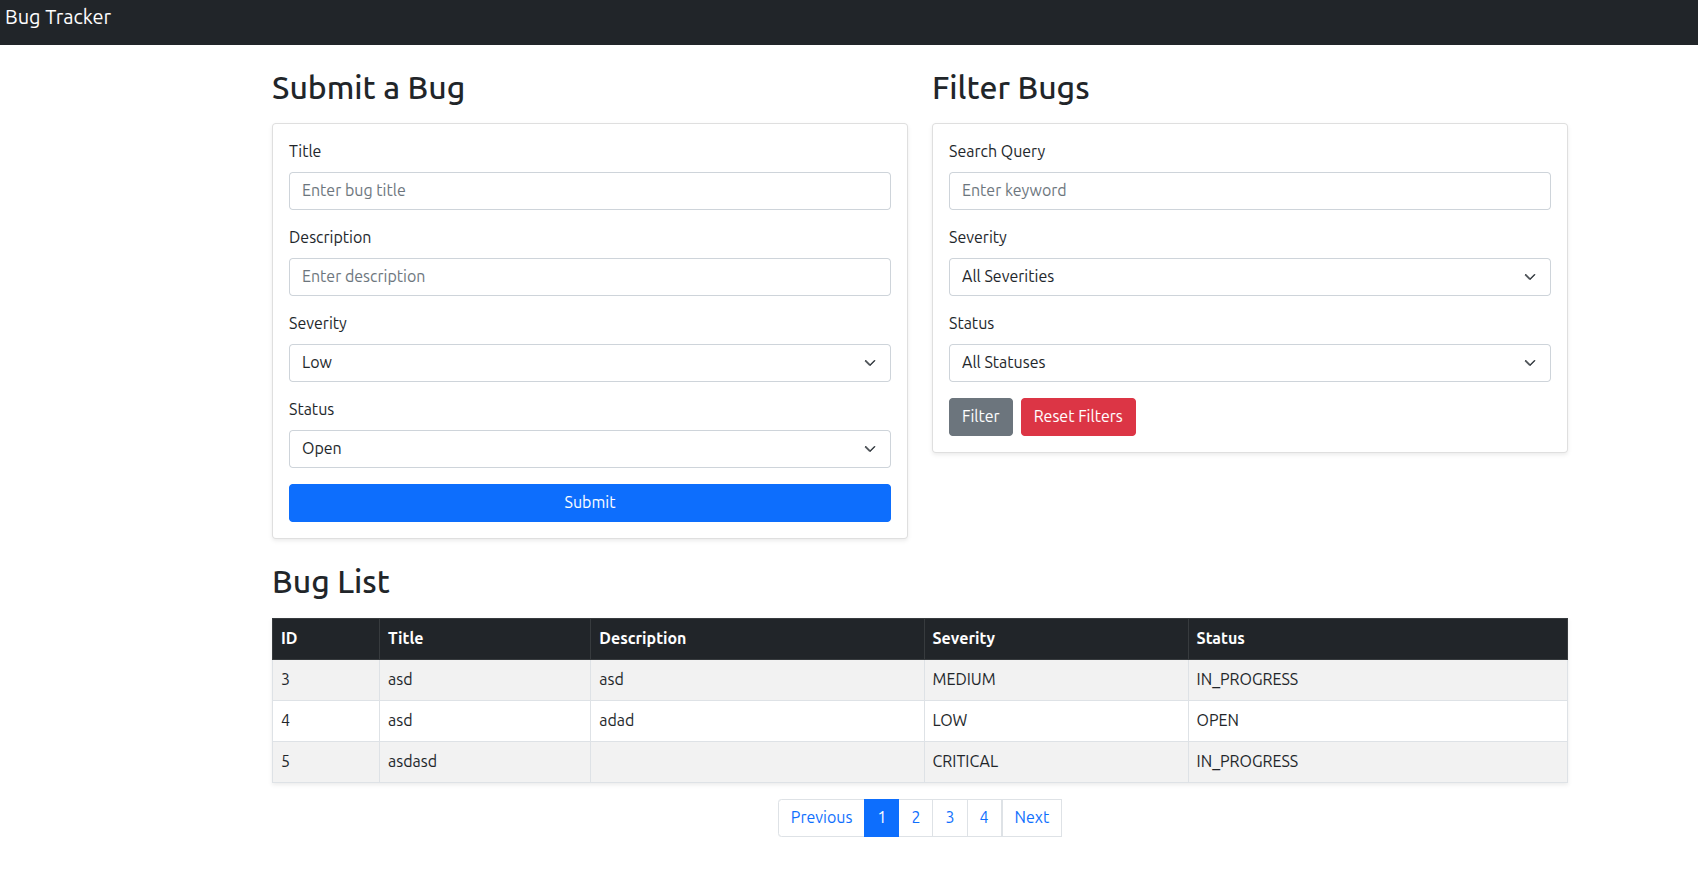 Bug Tracker
Submit a Bug
Title
Enter bug title
Description
Enter description
Severity
Low
Status
Open
Submit
Filter Bugs
Search Query
Enter keyword
Severity
All Severities
Status
All Statuses
Filter Reset Filters
Bug List
ID Title Description Severity Status
3 asd asd MEDIUM IN_PROGRESS
4 asd adad LOW OPEN
5 asdasd CRITICAL IN_PROGRESS
Previous 1 2 3 4 Next